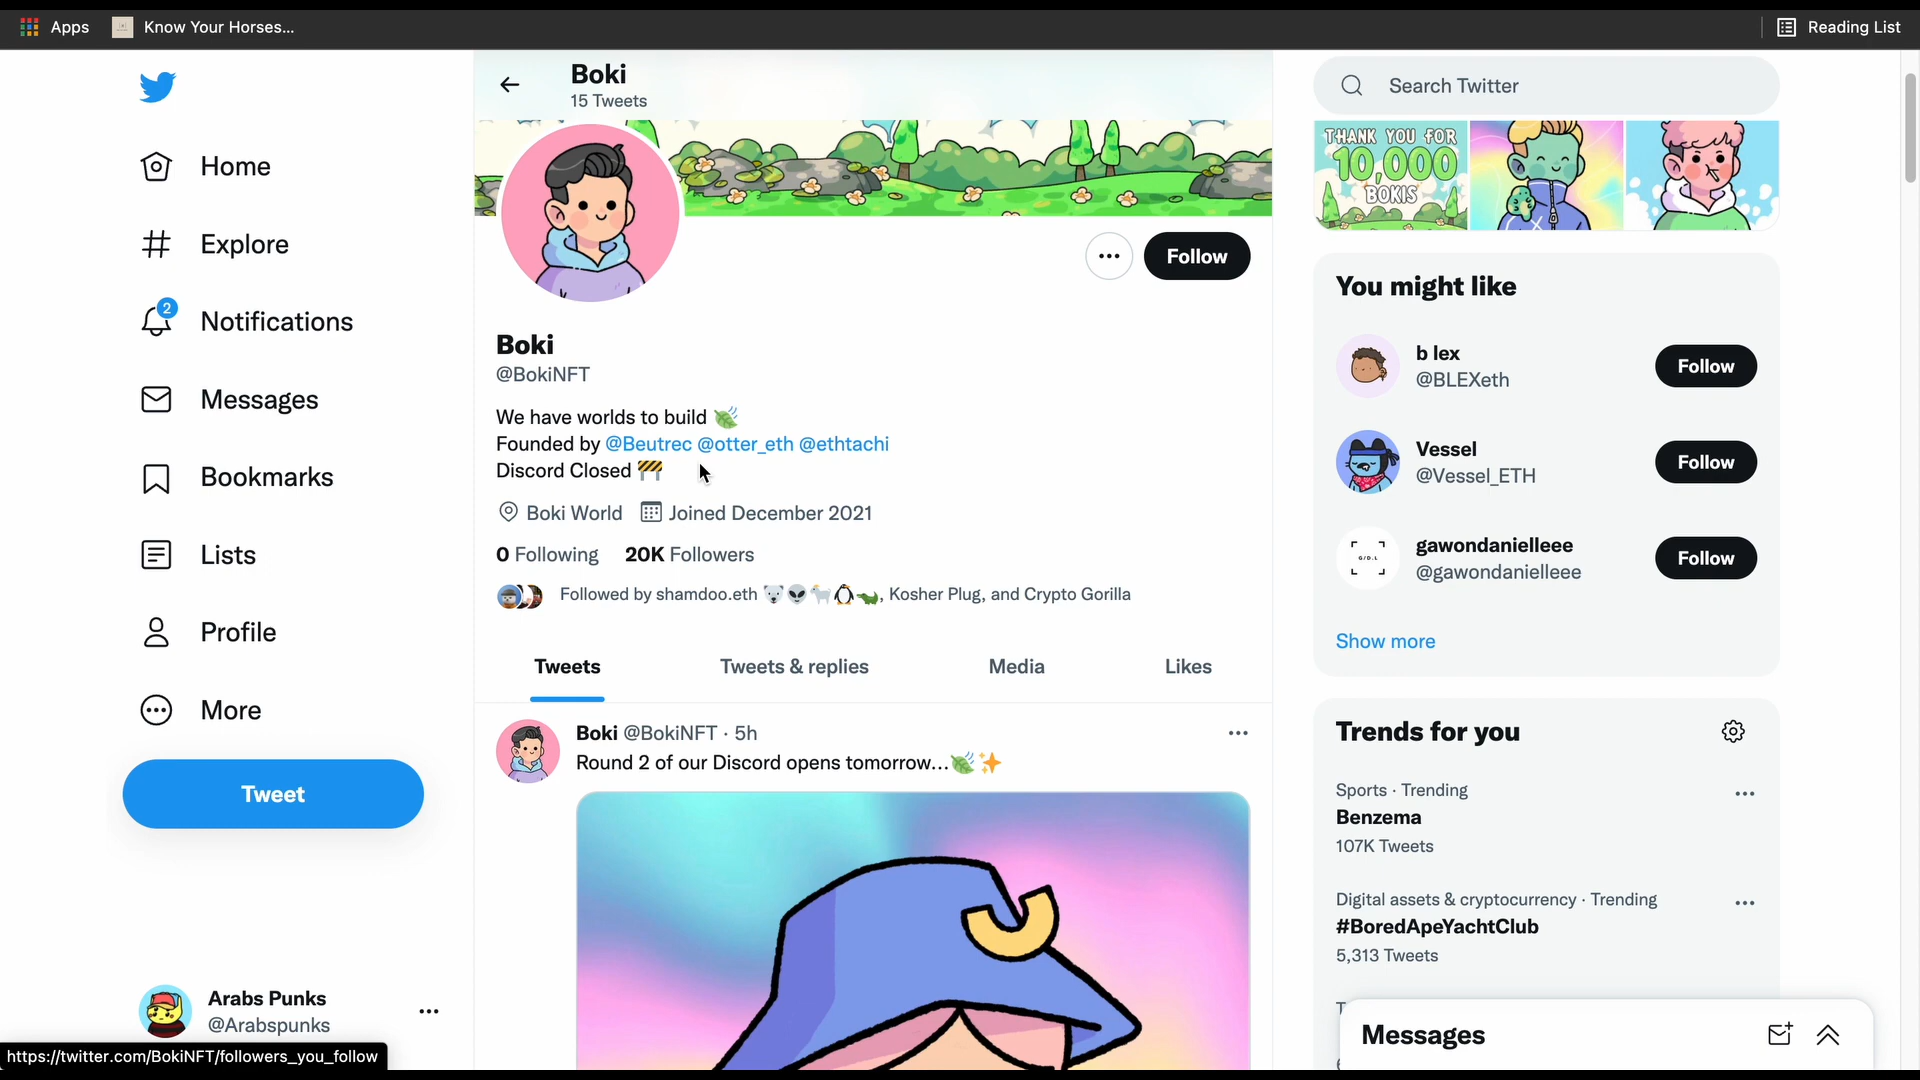 Apps
Know Your Horses...
Reading List
Home
Explore
2
Notifications
Messages
Bookmarks
Lists
Profile
More
Tweet
Arabs Punks
@Arabspunks
https://twitter.com/BokiNFT/followers_you_follow
Boki
15 Tweets
Follow
Boki
@BokiNFT
We have worlds to build
Founded by @Beutrec @otter_eth @ethtachi
Discord Closed
Boki World Joined December 2021
0 Following 20K Followers
Followed by shamdoo.eth, Kosher Plug, and Crypto Gorilla
Tweets Tweets & replies Media Likes
Boki @BokiNFT · 5h
Round 2 of our Discord opens tomorrow...
Search Twitter
THANK YOU FOR
10,000
BOKIS
You might like
b lex
@BLEXeth
Follow
Vessel
@Vessel_ETH
Follow
G/D.L
gawondanielleee
@gawondanielleee
Follow
Show more
Trends for you
Sports · Trending
Benzema
107K Tweets
Digital assets & cryptocurrency · Trending
#BoredApeYachtClub
5,313 Tweets
Messages